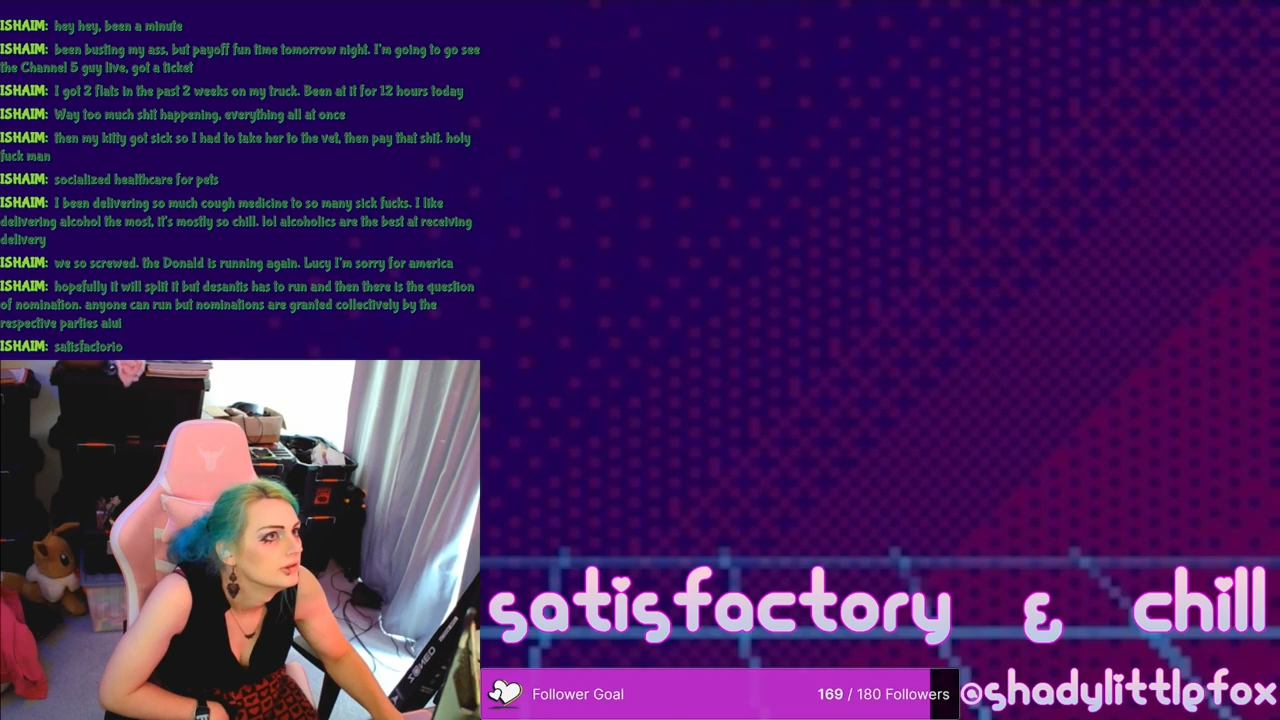 ISHAIM: hey hey, been a minute
ISHAIM: been busting my ass, but payoff fun time tomorrow night. I'm going to go see
the Channel 5 guy live, got a ticket
ISHAIM: I got 2 flats in the past 2 weeks on my truck. Been at it for 12 hours today
ISHAIM: Way too much shit happening, everything all at once
ISHAIM: then my kitty got sick so I had to take her to the vet, then pay that shit. holy
fuck man
ISHAIM: socialized healthcare for pets
ISHAIM: I been delivering so much cough medicine to so many sick fucks. I like
delivering alcohol the most, it's mostly so chill. lol alcoholics are the best at receiving
delivery
ISHAIM: we so screwed. the Donald is running again. Lucy I'm sorry for america
ISHAIM: hopefully it will split it but desantis has to run and then there is the question
of nomination. anyone can run but nominations are granted collectively by the
respective parties aiui
ISHAIM: satisfactorio
satisfactory & chill
Follower Goal 169 / 180 Followers
@shadylittlefox